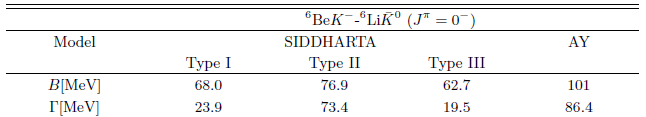 ⁶BeK⁻-⁶LiK̄⁰ (Jᵖⁱ = 0⁻)
Model SIDDHARTA AY
Type I Type II Type III
B[MeV] 68.0 76.9 62.7 101
Γ[MeV] 23.9 73.4 19.5 86.4